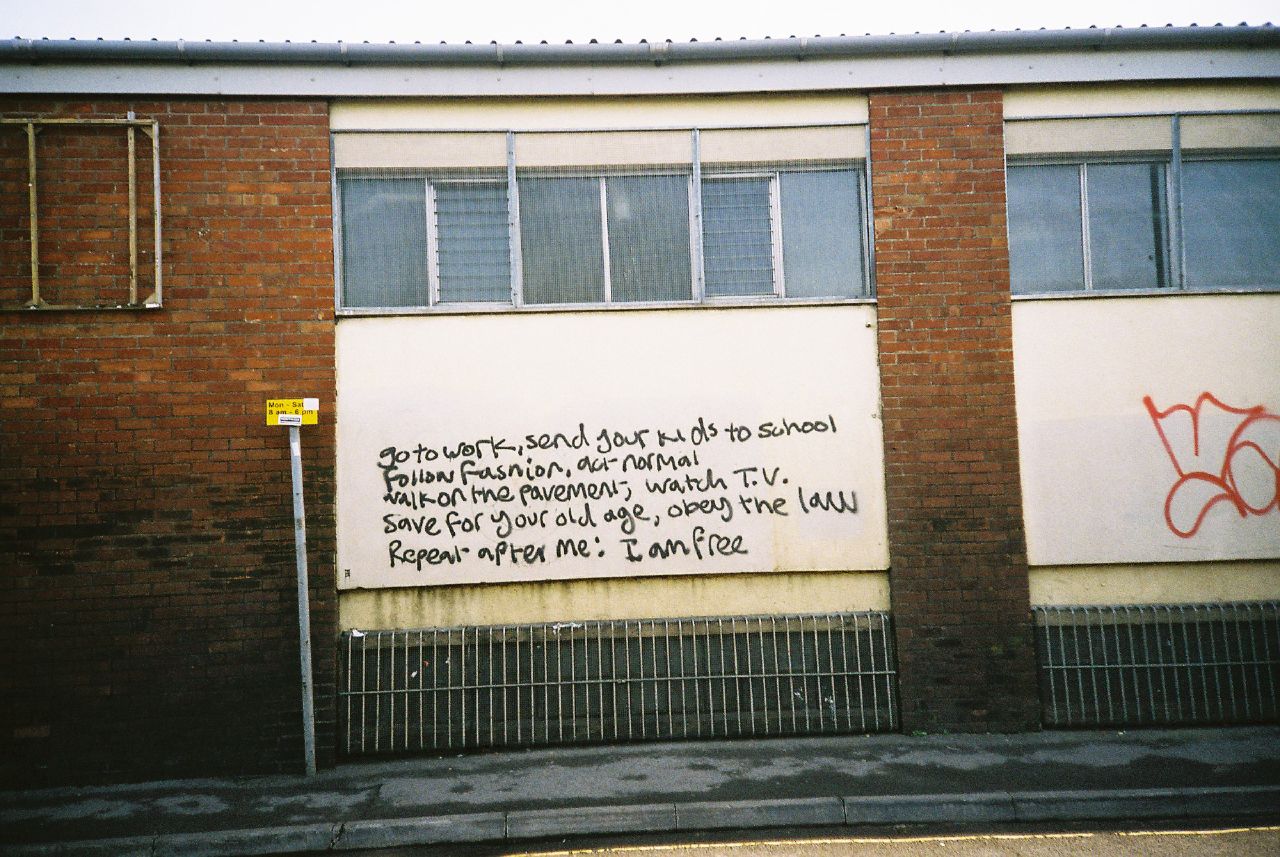 Mon - Sat
8 am - 6 pm
go to work, send your kids to school
Follow fashion, act normal
walk on the pavement, watch T.V.
save for your old age, obey the law
Repeat after me: I am free